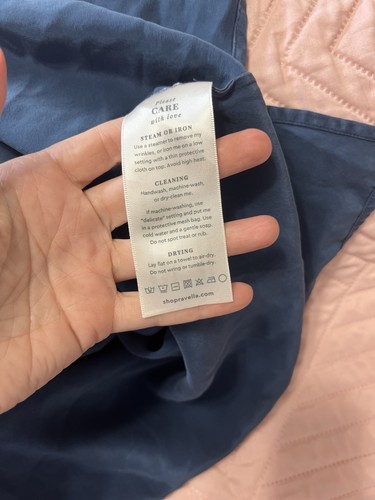 Please
CARE
with love
STEAM OR IRON
Use a steamer to remove any
wrinkles, or iron me on a low
setting with a thin protective
cloth on top. Avoid high heat.
CLEANING
Handwash, machine-wash,
or dry-clean me.
If machine-washing, use
"delicate" setting and put me
in a protective mesh bag. Use
cold water and a gentle soap.
Do not spot treat or rub.
DRYING
Lay flat on a towel to air-dry.
Do not wring or tumble-dry.
shopravella.com